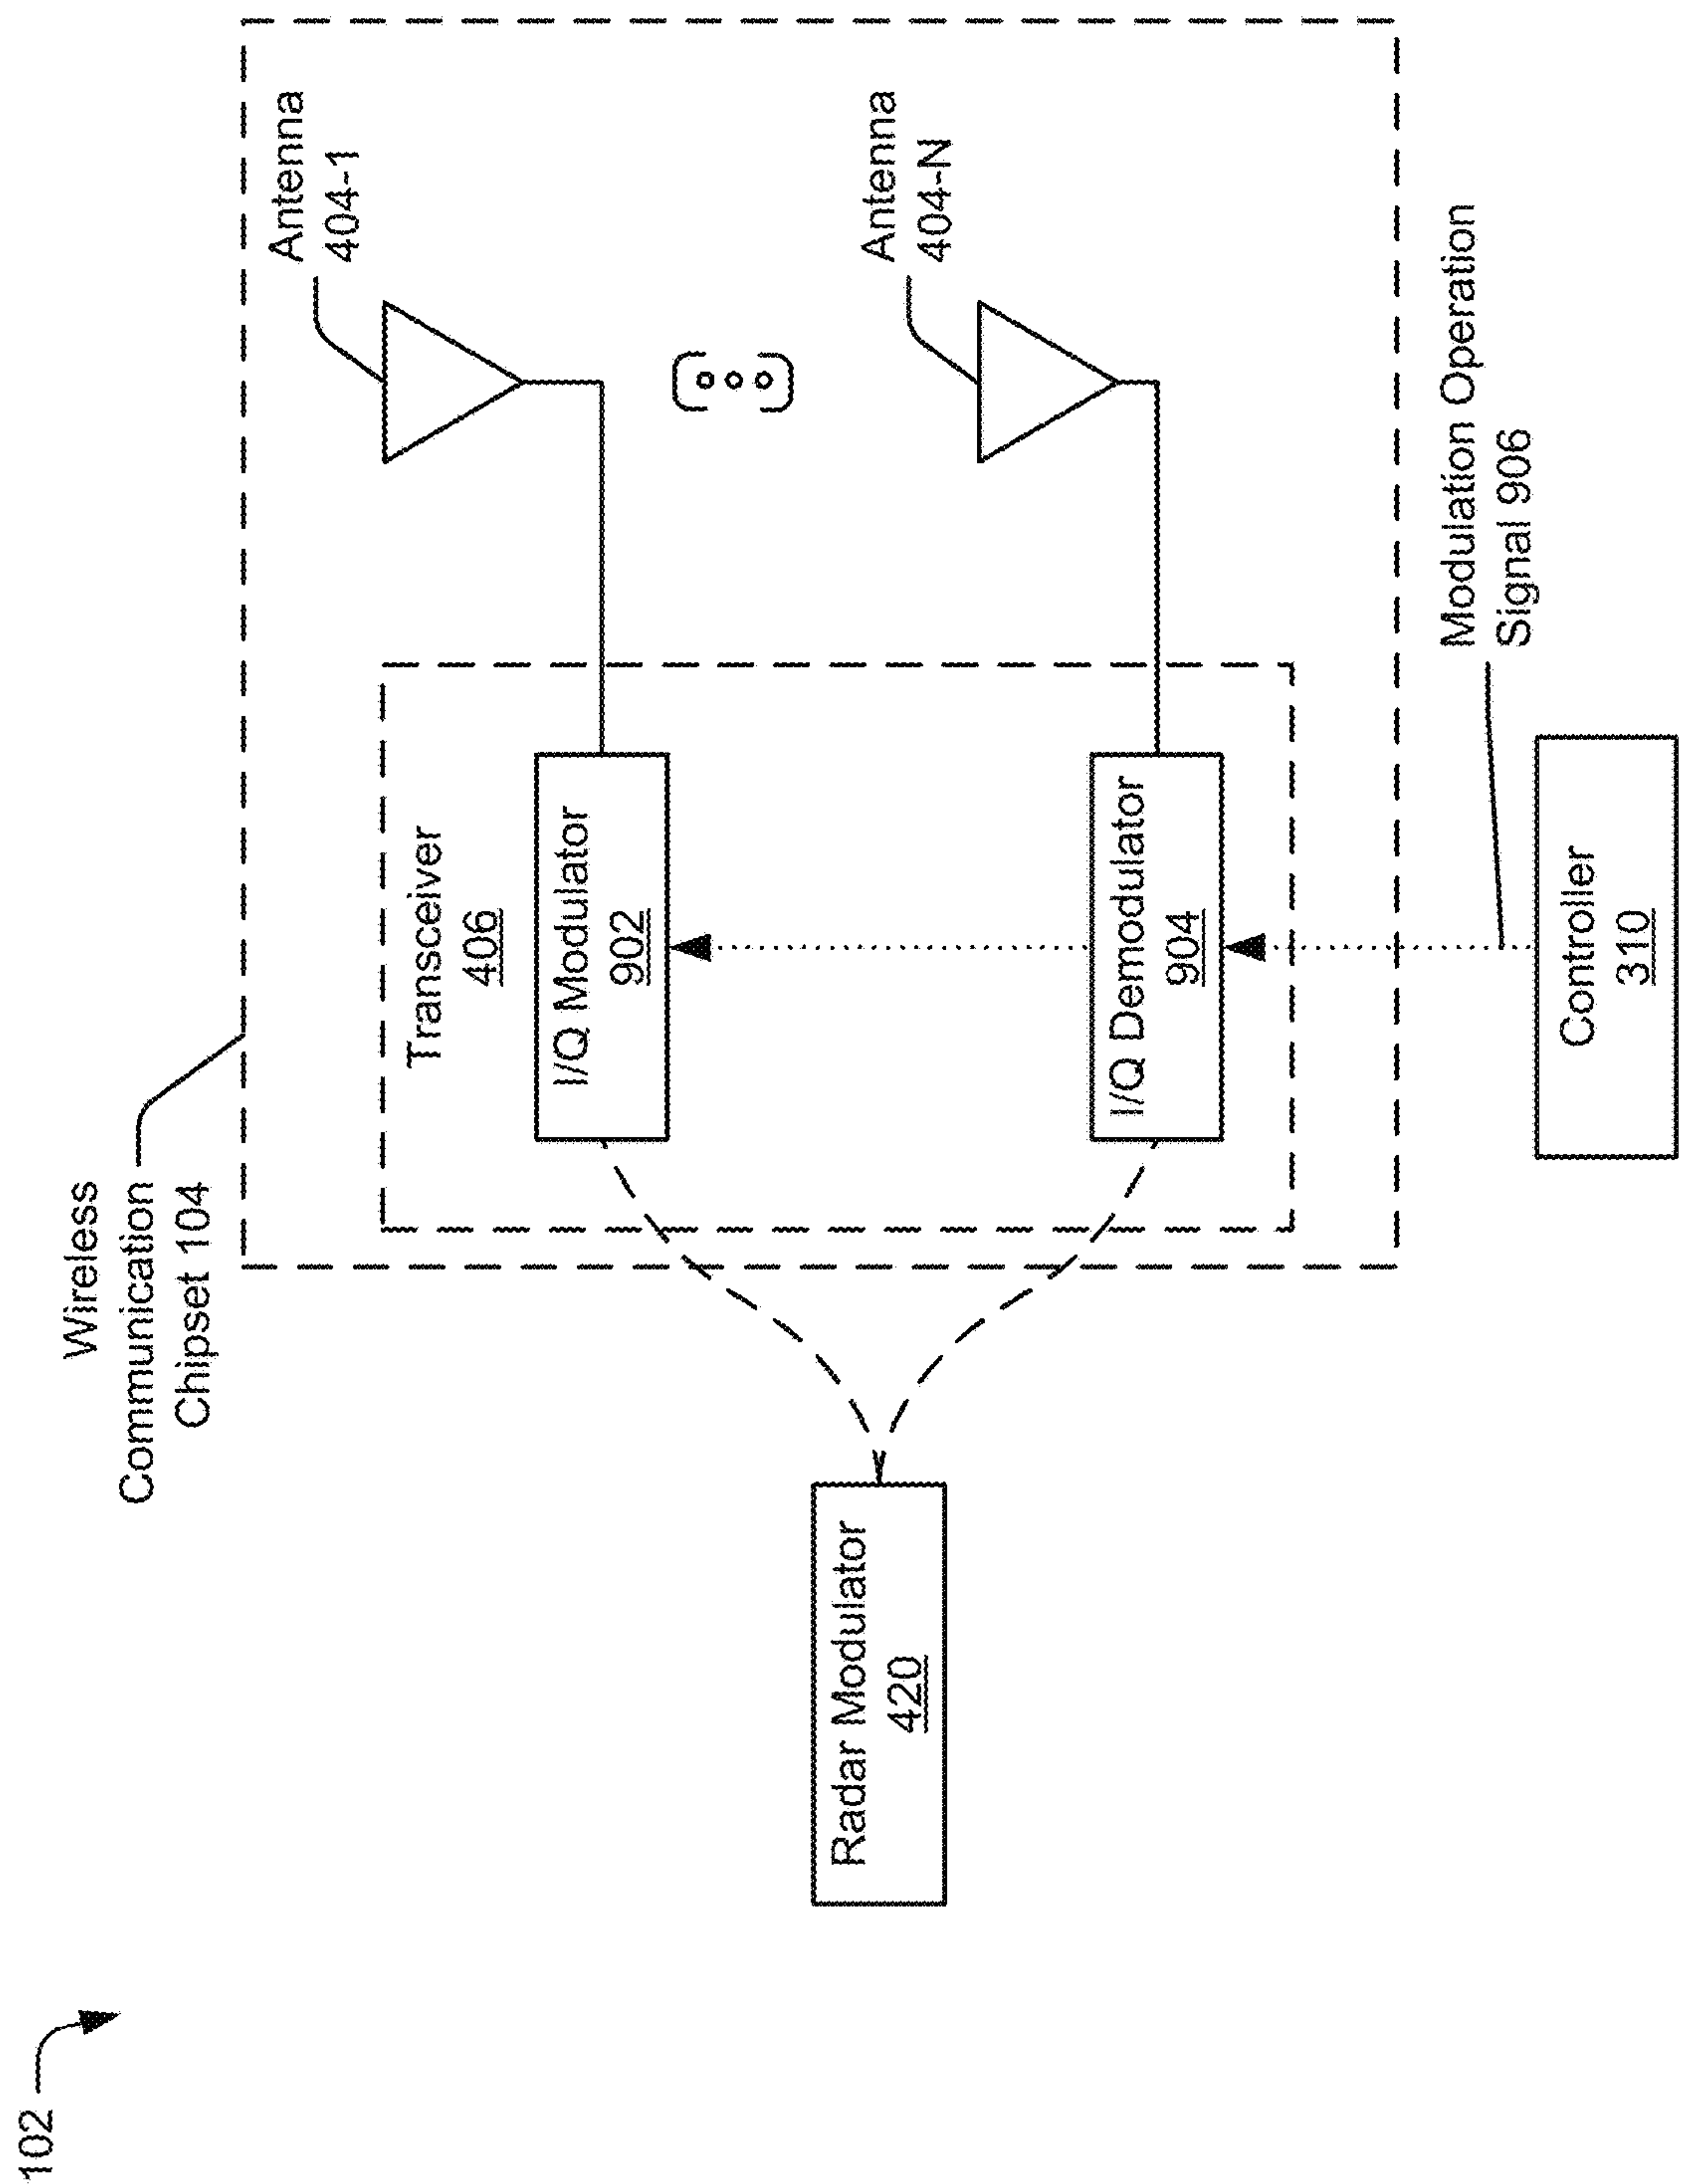 102
Wireless
Communication
Chipset 104
Antenna
404-1
Transceiver
406
I/Q Modulator
902
Radar Modulator
420
Antenna
404-N
I/Q Demodulator
904
Modulation Operation
Signal 906
Controller
310